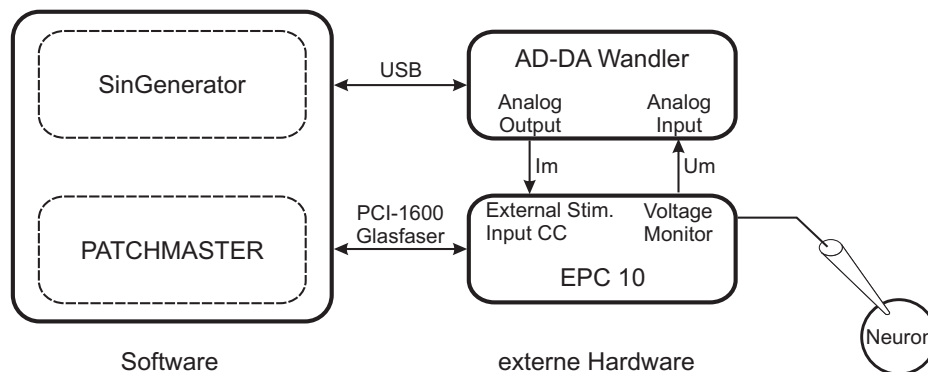 SinGenerator
USB
AD-DA Wandler
Analog
Output
Analog
Input
Im
Um
PATCHMASTER
PCI-1600
Glasfaser
External Stim.
Input CC
Voltage
Monitor
EPC 10
Neuron
Software
externe Hardware